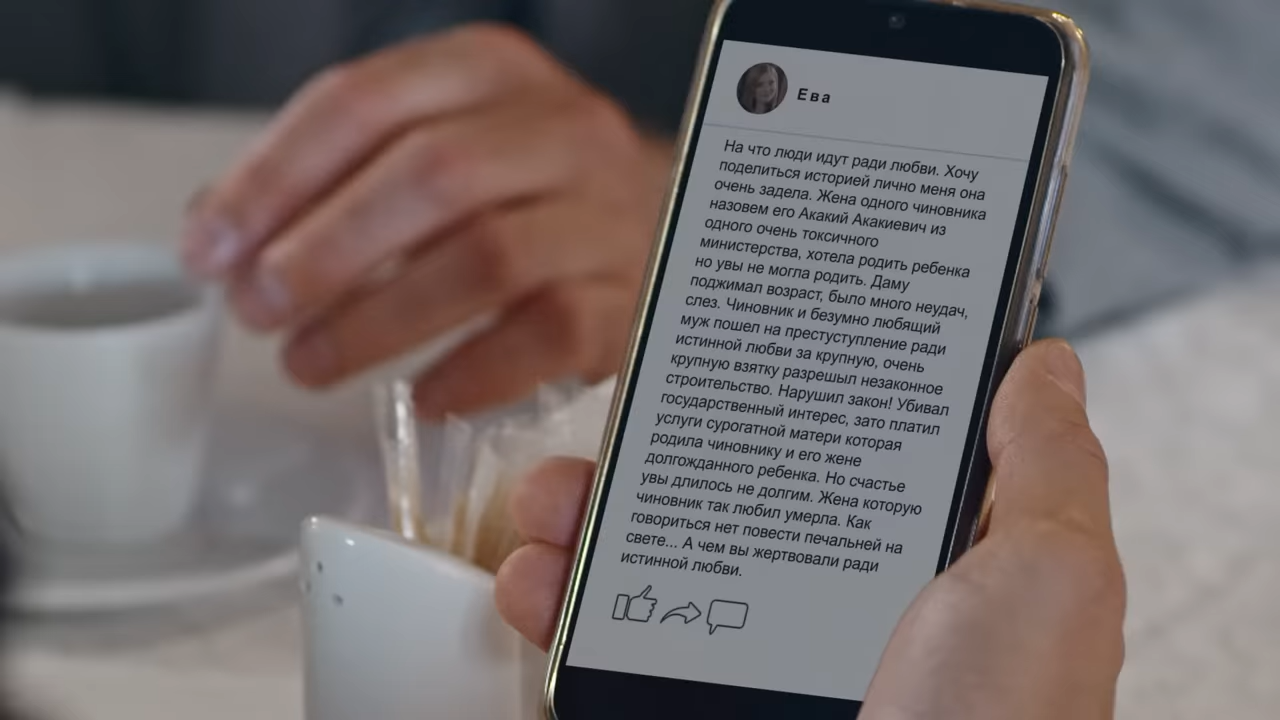 Ева
На что люди идут ради любви. Хочу
поделиться историей лично меня она
очень задела. Жена одного чиновника
назовем его Акакий Акакиевич из
одного очень токсичного
министерства, хотела родить ребенка
но увы не могла родить. Даму
поджимал возраст, было много неудач,
слез. Чиновник и безумно любящий
муж пошел на преступступление ради
истинной любви за крупную, очень
крупную взятку разрешыл незаконное
строительство. Нарушил закон! Убивал
государственный интерес, зато платил
услуги сурогатной матери которая
родила чиновнику и его жене
долгожданного ребенка. Но счастье
увы длилось не долгим. Жена которую
чиновник так любил умерла. Как
говориться нет повести печальней на
свете... А чем вы жертвовали ради
истинной любви.